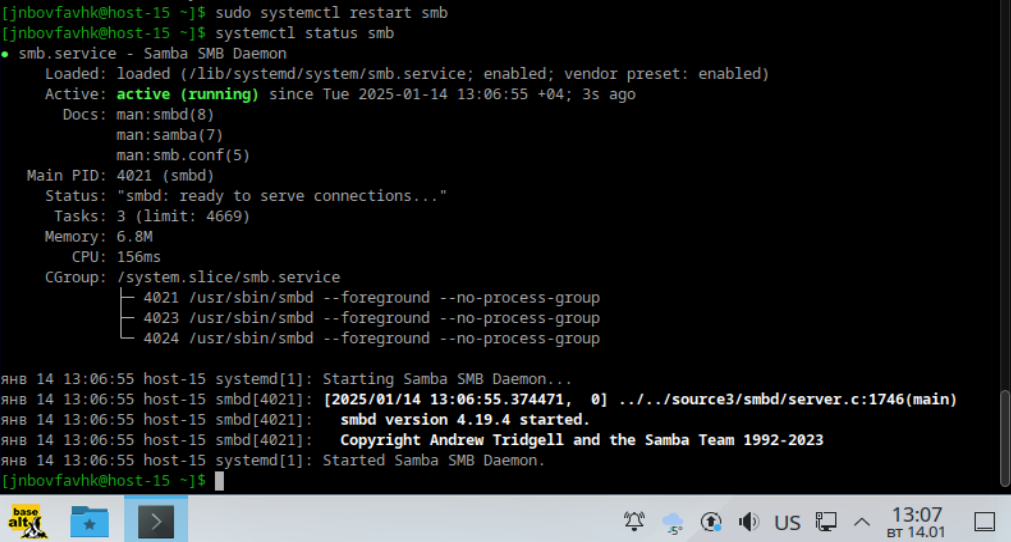 [jnbovfavhk@host-15 ~]$ sudo systemctl restart smb
[jnbovfavhk@host-15 ~]$ systemctl status smb
● smb.service - Samba SMB Daemon
Loaded: loaded (/lib/systemd/system/smb.service; enabled; vendor preset: enabled)
Active: active (running) since Tue 2025-01-14 13:06:55 +04; 3s ago
Docs: man:smbd(8)
man:samba(7)
man:smb.conf(5)
Main PID: 4021 (smbd)
Status: "smbd: ready to serve connections..."
Tasks: 3 (limit: 4669)
Memory: 6.8M
CPU: 156ms
CGroup: /system.slice/smb.service
├─ 4021 /usr/sbin/smbd --foreground --no-process-group
├─ 4023 /usr/sbin/smbd --foreground --no-process-group
└─ 4024 /usr/sbin/smbd --foreground --no-process-group
янв 14 13:06:55 host-15 systemd[1]: Starting Samba SMB Daemon...
янв 14 13:06:55 host-15 smbd[4021]: [2025/01/14 13:06:55.374471,  0] ../../source3/smbd/server.c:1746(main)
янв 14 13:06:55 host-15 smbd[4021]:   smbd version 4.19.4 started.
янв 14 13:06:55 host-15 smbd[4021]:   Copyright Andrew Tridgell and the Samba Team 1992-2023
янв 14 13:06:55 host-15 systemd[1]: Started Samba SMB Daemon.
[jnbovfavhk@host-15 ~]$
base
alt
-5°
US
13:07
вт 14.01